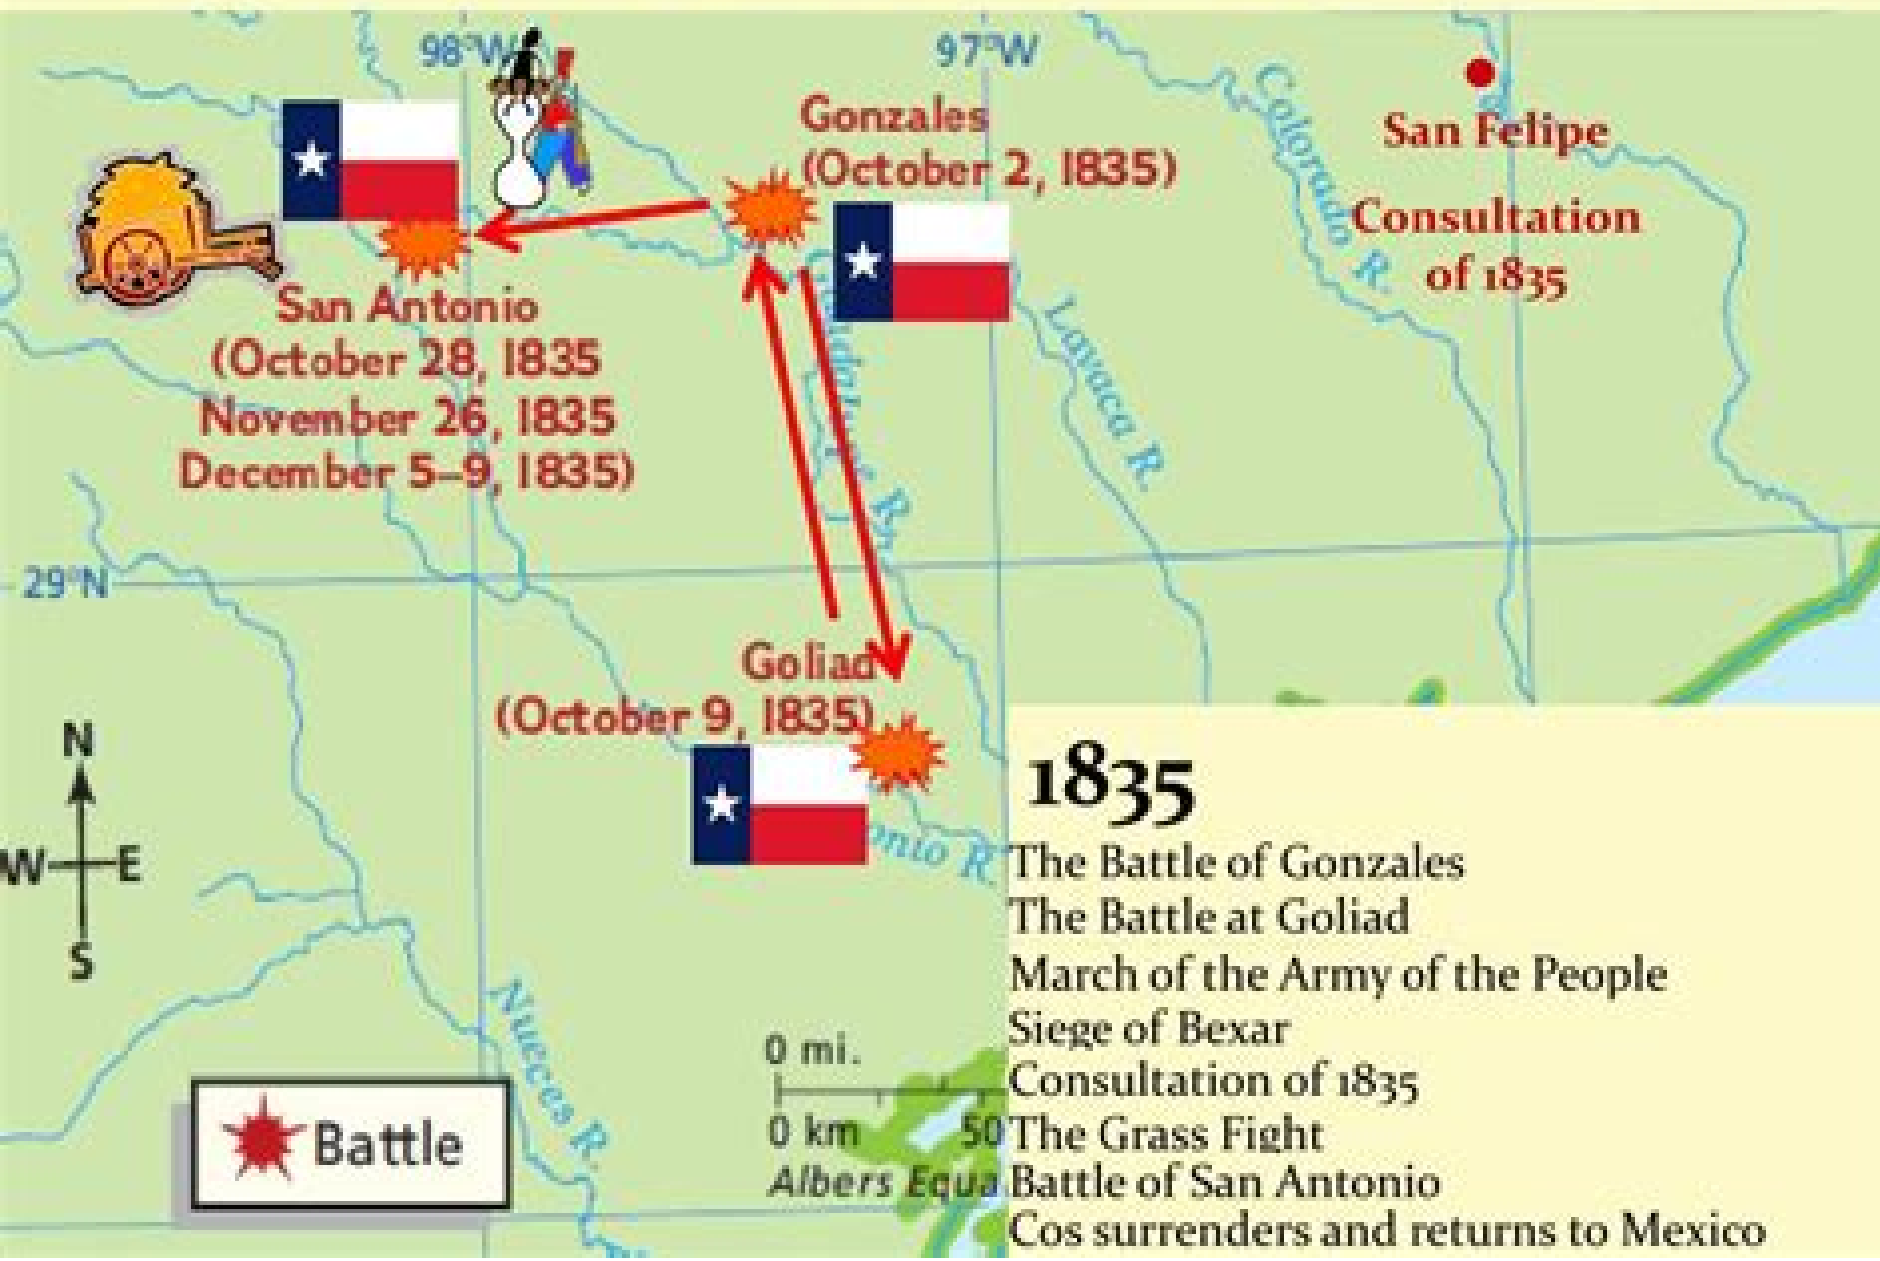 98°W
97°W
Gonzales
(October 2, 1835)
San Felipe
Consultation
of 1835
Colorado R.
San Antonio
(October 28, 1835
November 26, 1835
December 5–9, 1835)
Lavaca R.
R.
29°N
Goliad
(October 9, 1835)
onio R.
N
W E
S
Nueces R.
Battle
0 mi.
0 km 50
Albers Equa
1835
The Battle of Gonzales
The Battle at Goliad
March of the Army of the People
Siege of Bexar
Consultation of 1835
The Grass Fight
Battle of San Antonio
Cos surrenders and returns to Mexico